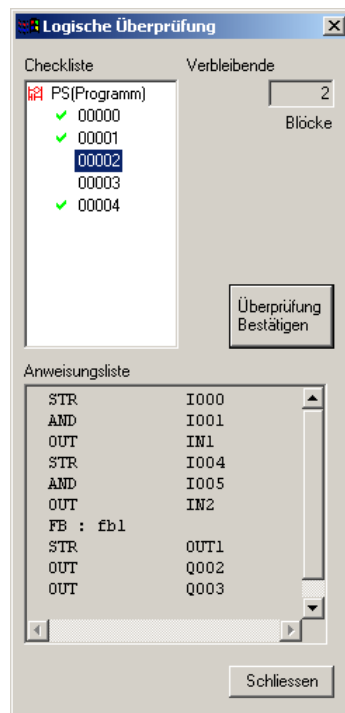 Logische Überprüfung
Checkliste Verbleibende
PS(Programm) 2
00000 Blöcke
00001
00002
00003
00004
Überprüfung
Bestätigen
Anweisungsliste
STR I000
AND I001
OUT IN1
STR I004
AND I005
OUT IN2
FB : fb1
STR OUT1
OUT Q002
OUT Q003
Schliessen